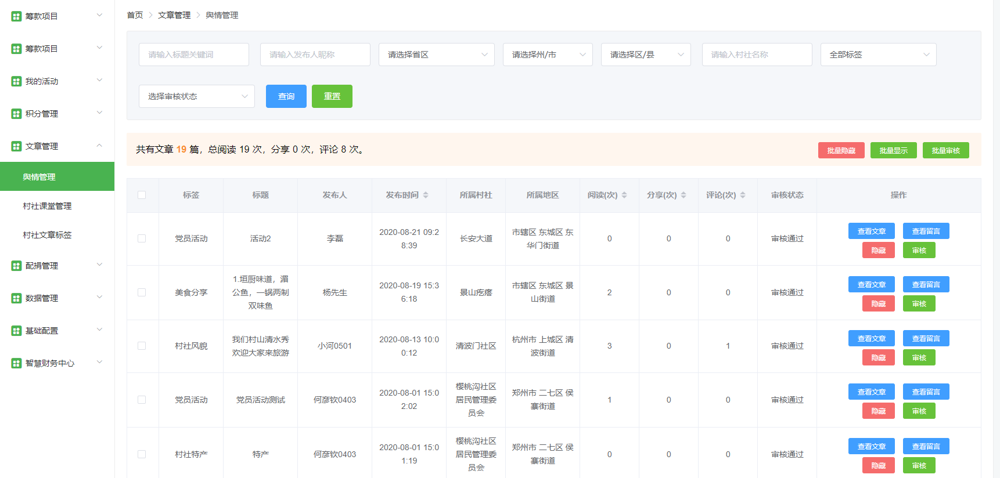 筹款项目
筹款项目
我的活动
积分管理
文章管理
舆情管理
村社课堂管理
村社文章标签
配捐管理
数据管理
基础配置
智慧财务中心
首页 文章管理 舆情管理
请输入标题关键词 请输入发布人昵称 请选择省区 请选择州/市 请选择区/县 请输入村社名称 全部标签
选择审核状态 查询 重置
共有文章 19 篇，总阅读 19 次，分享 0 次，评论 8 次。 批量隐藏 批量显示 批量审核
标签 标题 发布人 发布时间 所属村社 所属地区 阅读(次) 分享(次) 评论(次) 审核状态 操作
党员活动 活动2 李磊 2020-08-21 09:2
8:39 长安大道 市辖区 东城区 东
华门街道 0 0 0 审核通过 查看文章 查看留言
隐藏 审核
美食分享 1.垣厨味道，湄
公鱼，一锅两制
双味鱼 杨先生 2020-08-19 15:3
6:18 景山疙瘩 市辖区 东城区 景
山街道 2 0 0 审核通过 查看文章 查看留言
隐藏 审核
村社风貌 我们村山清水秀
欢迎大家来旅游 小河0501 2020-08-13 10:0
0:12 清波门社区 杭州市 上城区 清
波街道 3 0 1 审核通过 查看文章 查看留言
隐藏 审核
党员活动 党员活动测试 何彦钦0403 2020-08-01 15:0
2:02 樱桃沟社区
居民管理委
员会 郑州市 二七区 侯
寨街道 1 0 0 审核通过 查看文章 查看留言
隐藏 审核
村社特产 特产 何彦钦0403 2020-08-01 15:0
1:19 樱桃沟社区
居民管理委
员会 郑州市 二七区 侯
寨街道 0 0 0 审核通过 查看文章 查看留言
隐藏 审核